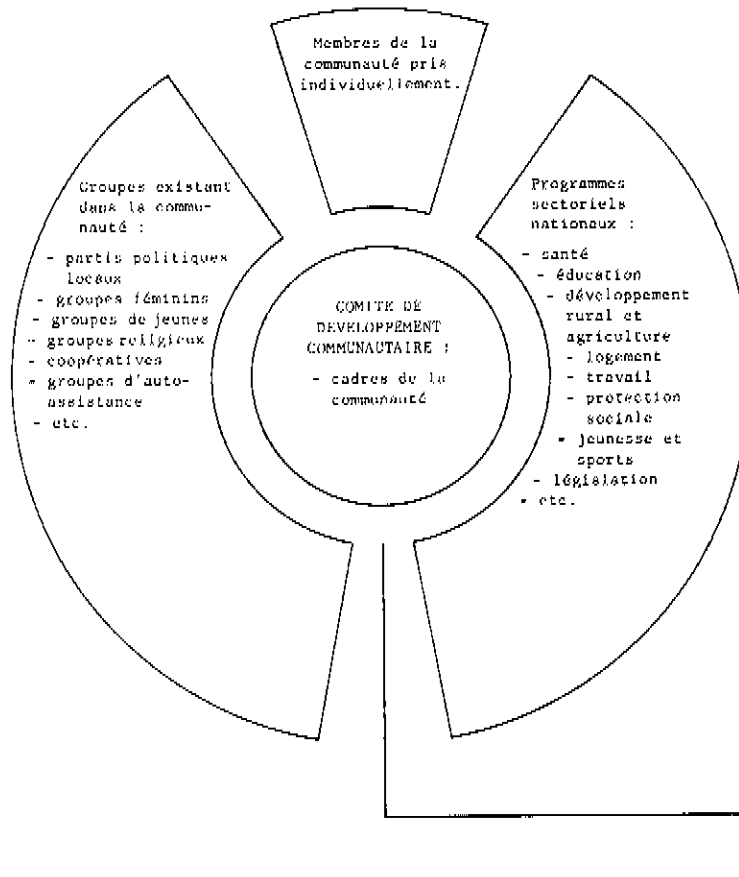 Membres de la
communauté pris
individuellement.
Groupes existant
dans la commu-
nauté :
- partis politiques
locaux
- groupes féminins
- groupes de jeunes
- groupes religieux
- coopératives
- groupes d'auto-
assistance
- etc.
COMITE DE
DEVELOPPEMENT
COMMUNAUTAIRE :
- cadres de la
communauté
Programmes
sectoriels
nationaux :
- santé
- éducation
- développement
rural et
agriculture
- logement
- travail
- protection
sociale
- jeunesse et
sports
- législation
- etc.